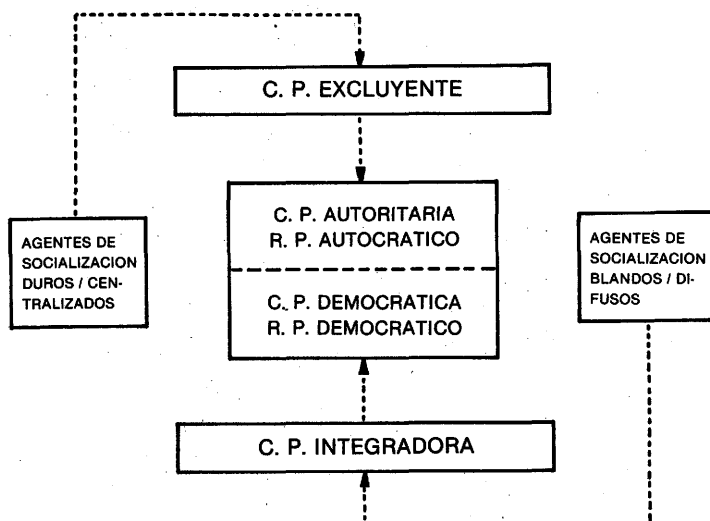 C. P. EXCLUYENTE
C. P. AUTORITARIA
R. P. AUTOCRATICO
AGENTES DE
SOCIALIZACION
DUROS / CEN-
TRALIZADOS
AGENTES DE
SOCIALIZACION
BLANDOS / DI-
FUSOS
C. P. DEMOCRATICA
R. P. DEMOCRATICO
C. P. INTEGRADORA